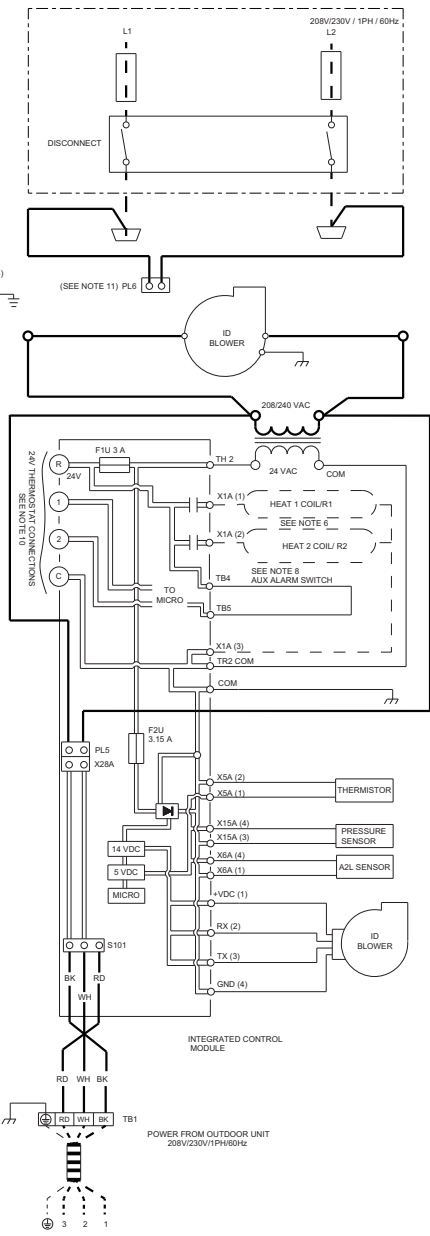 208V/230V / 1PH / 60Hz
L1
L2
DISCONNECT
(SEE NOTE 11) PL6
ID
BLOWER
208/240 VAC
24V THERMOSTAT CONNECTIONS
SEE NOTE 10
R
24V
F1U 3 A
TH 2
24 VAC
COM
1
X1A (1)
HEAT 1 COIL/R1
SEE NOTE 6
2
X1A (2)
HEAT 2 COIL/ R2
C
TB4
SEE NOTE 8
AUX ALARM SWITCH
TO
MICRO
TB5
X1A (3)
TR2 COM
COM
F2U
3.15 A
PL5
X28A
X5A (2)
X5A (1)
THERMISTOR
X15A (4)
X15A (3)
PRESSURE
SENSOR
14 VDC
5 VDC
MICRO
X6A (4)
X6A (1)
A2L SENSOR
+VDC (1)
RX (2)
TX (3)
GND (4)
ID
BLOWER
S101
BK
WH
RD
INTEGRATED CONTROL
MODULE
RD WH BK
RD WH BK TB1
POWER FROM OUTDOOR UNIT
208V/230V/1PH/60Hz
3 2 1